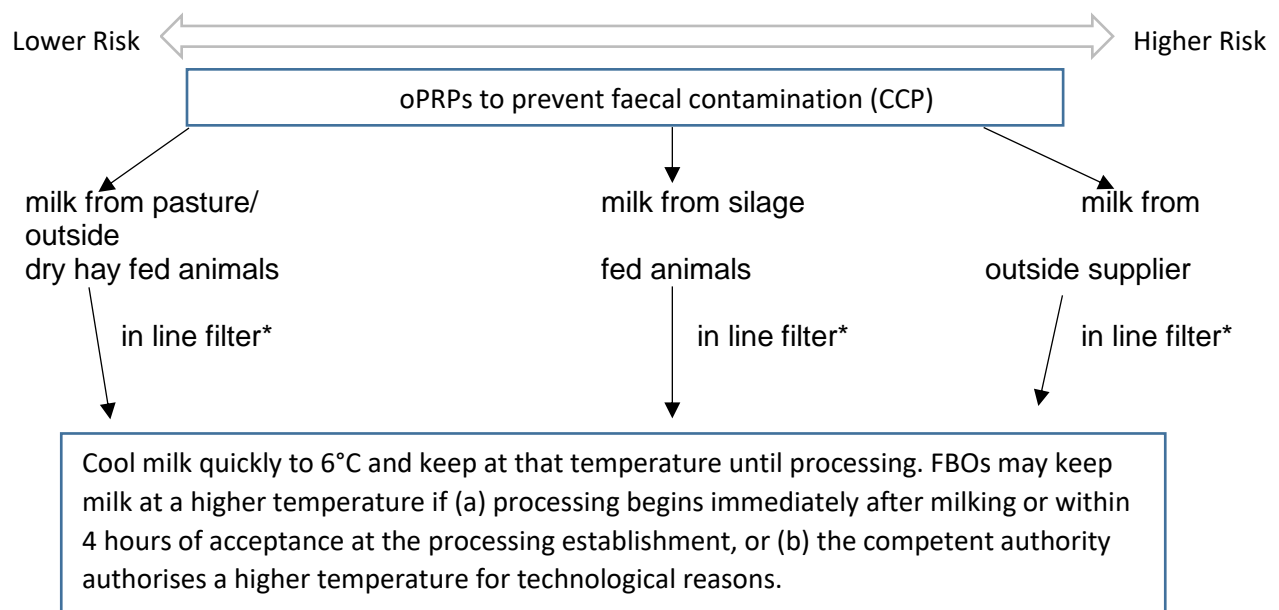 Lower Risk
Higher Risk
oPRPs to prevent faecal contamination (CCP)
milk from pasture/
outside
dry hay fed animals
milk from silage
fed animals
milk from
outside supplier
in line filter*
in line filter*
in line filter*
Cool milk quickly to 6°C and keep at that temperature until processing. FBOs may keep
milk at a higher temperature if (a) processing begins immediately after milking or within
4 hours of acceptance at the processing establishment, or (b) the competent authority
authorises a higher temperature for technological reasons.